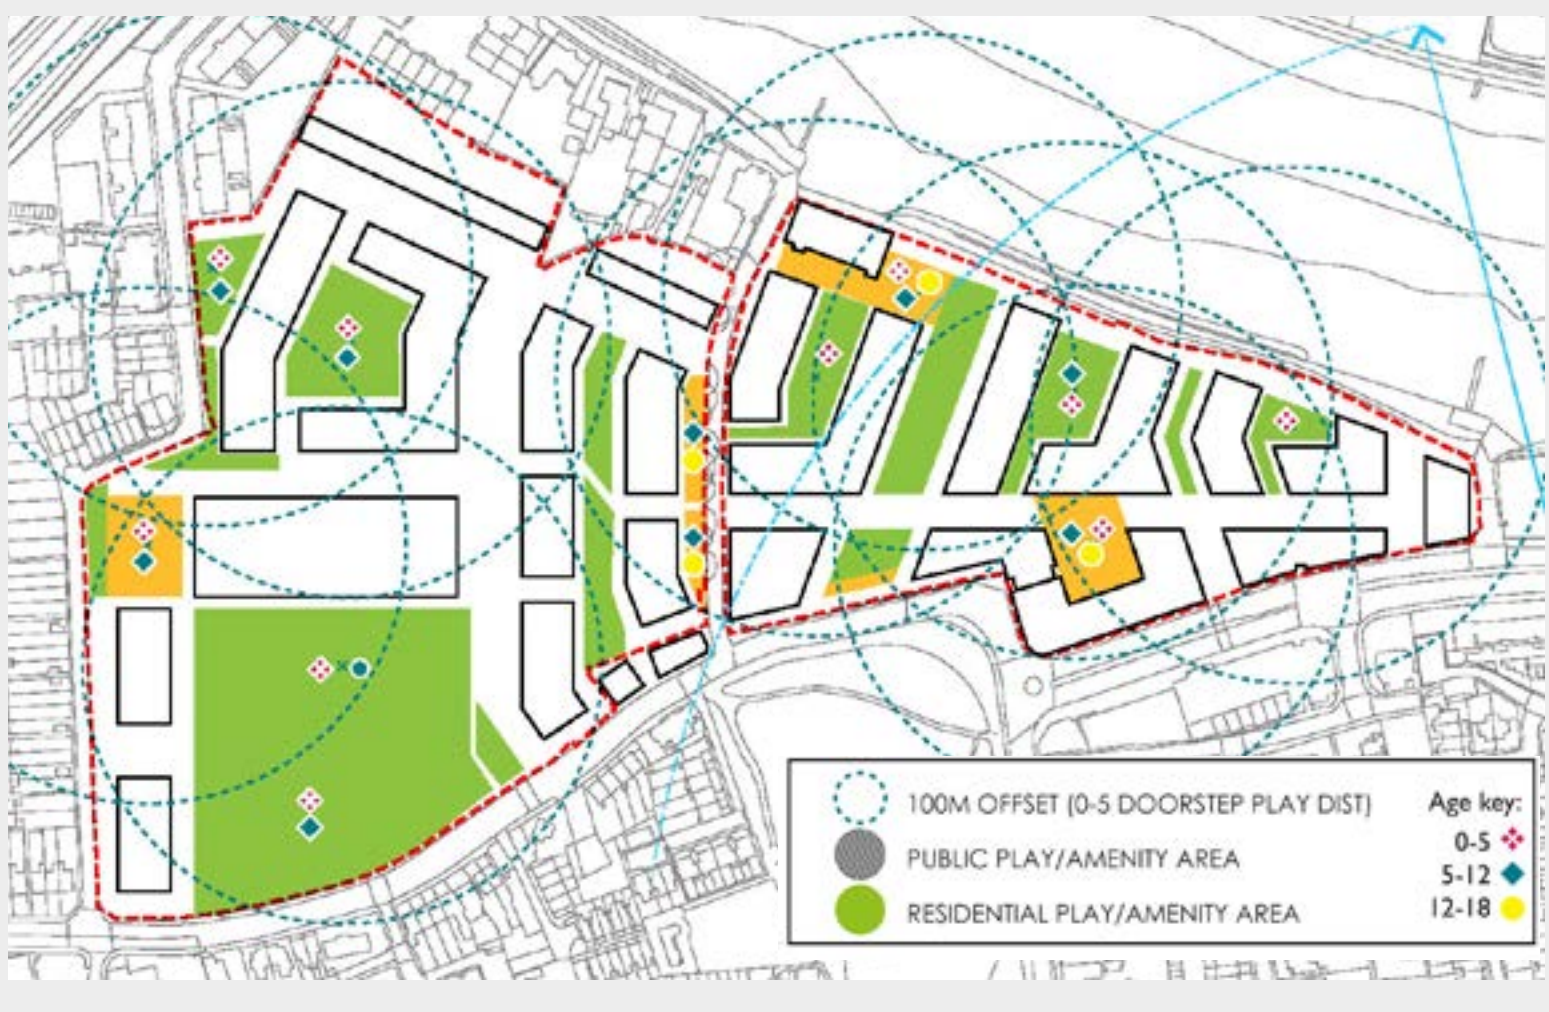 100M OFFSET (0-5 DOORSTEP PLAY DIST)
PUBLIC PLAY/AMENITY AREA
RESIDENTIAL PLAY/AMENITY AREA
Age key:
0-5
5-12
12-18